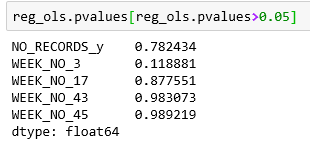 reg_ols.pvalues[reg_ols.pvalues>0.05]
NO_RECORDS_y    0.782434
WEEK_NO_3       0.118881
WEEK_NO_17      0.877551
WEEK_NO_43      0.983073
WEEK_NO_45      0.989219
dtype: float64